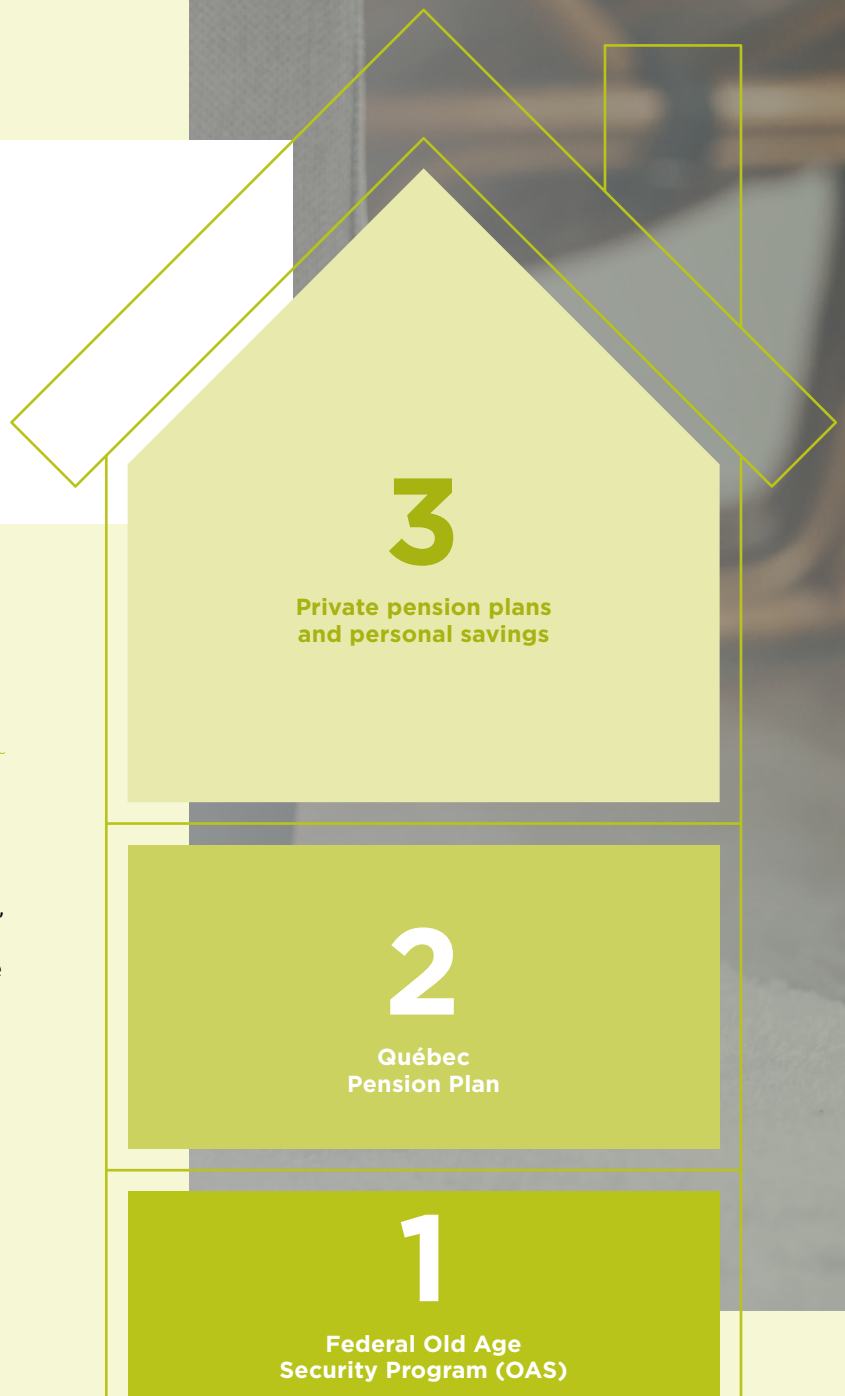 3
Private pension plans
and personal savings
2
Québec
Pension Plan
1
Federal Old Age
Security Program (OAS)